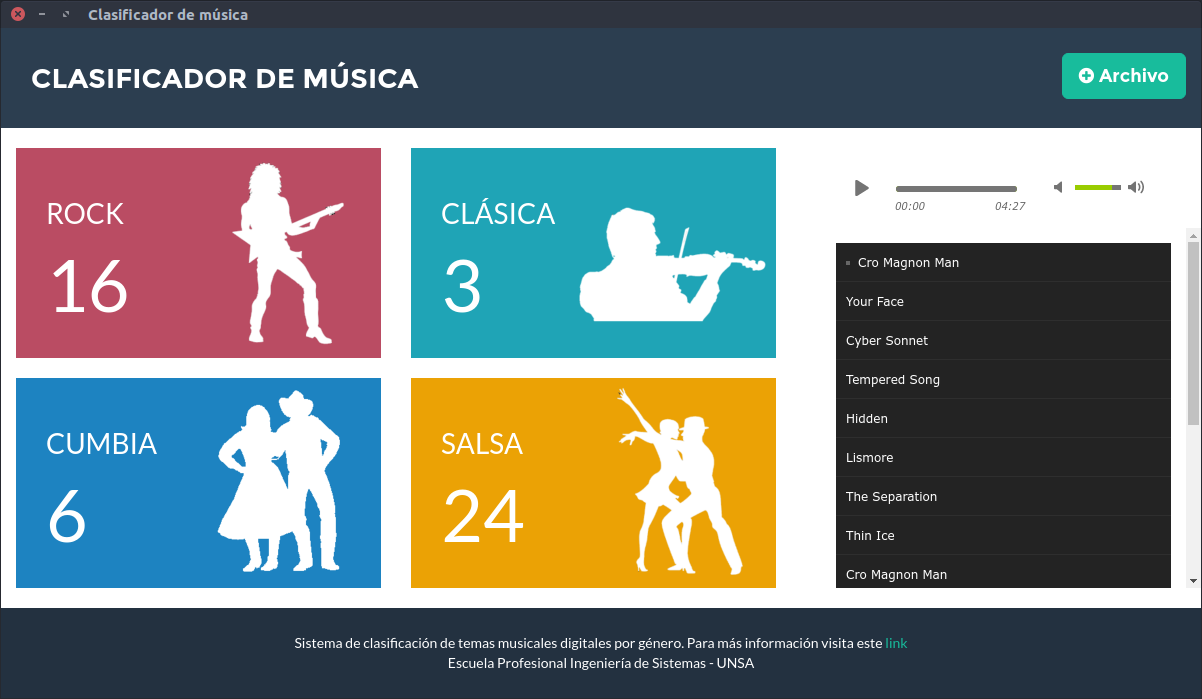 Clasificador de música
CLASIFICADOR DE MÚSICA
Archivo
ROCK
16
CLÁSICA
3
CUMBIA
6
SALSA
24
00:00 04:27
Cro Magnon Man
Your Face
Cyber Sonnet
Tempered Song
Hidden
Lismore
The Separation
Thin Ice
Cro Magnon Man
Sistema de clasificación de temas musicales digitales por género. Para más información visita este link
Escuela Profesional Ingeniería de Sistemas - UNSA